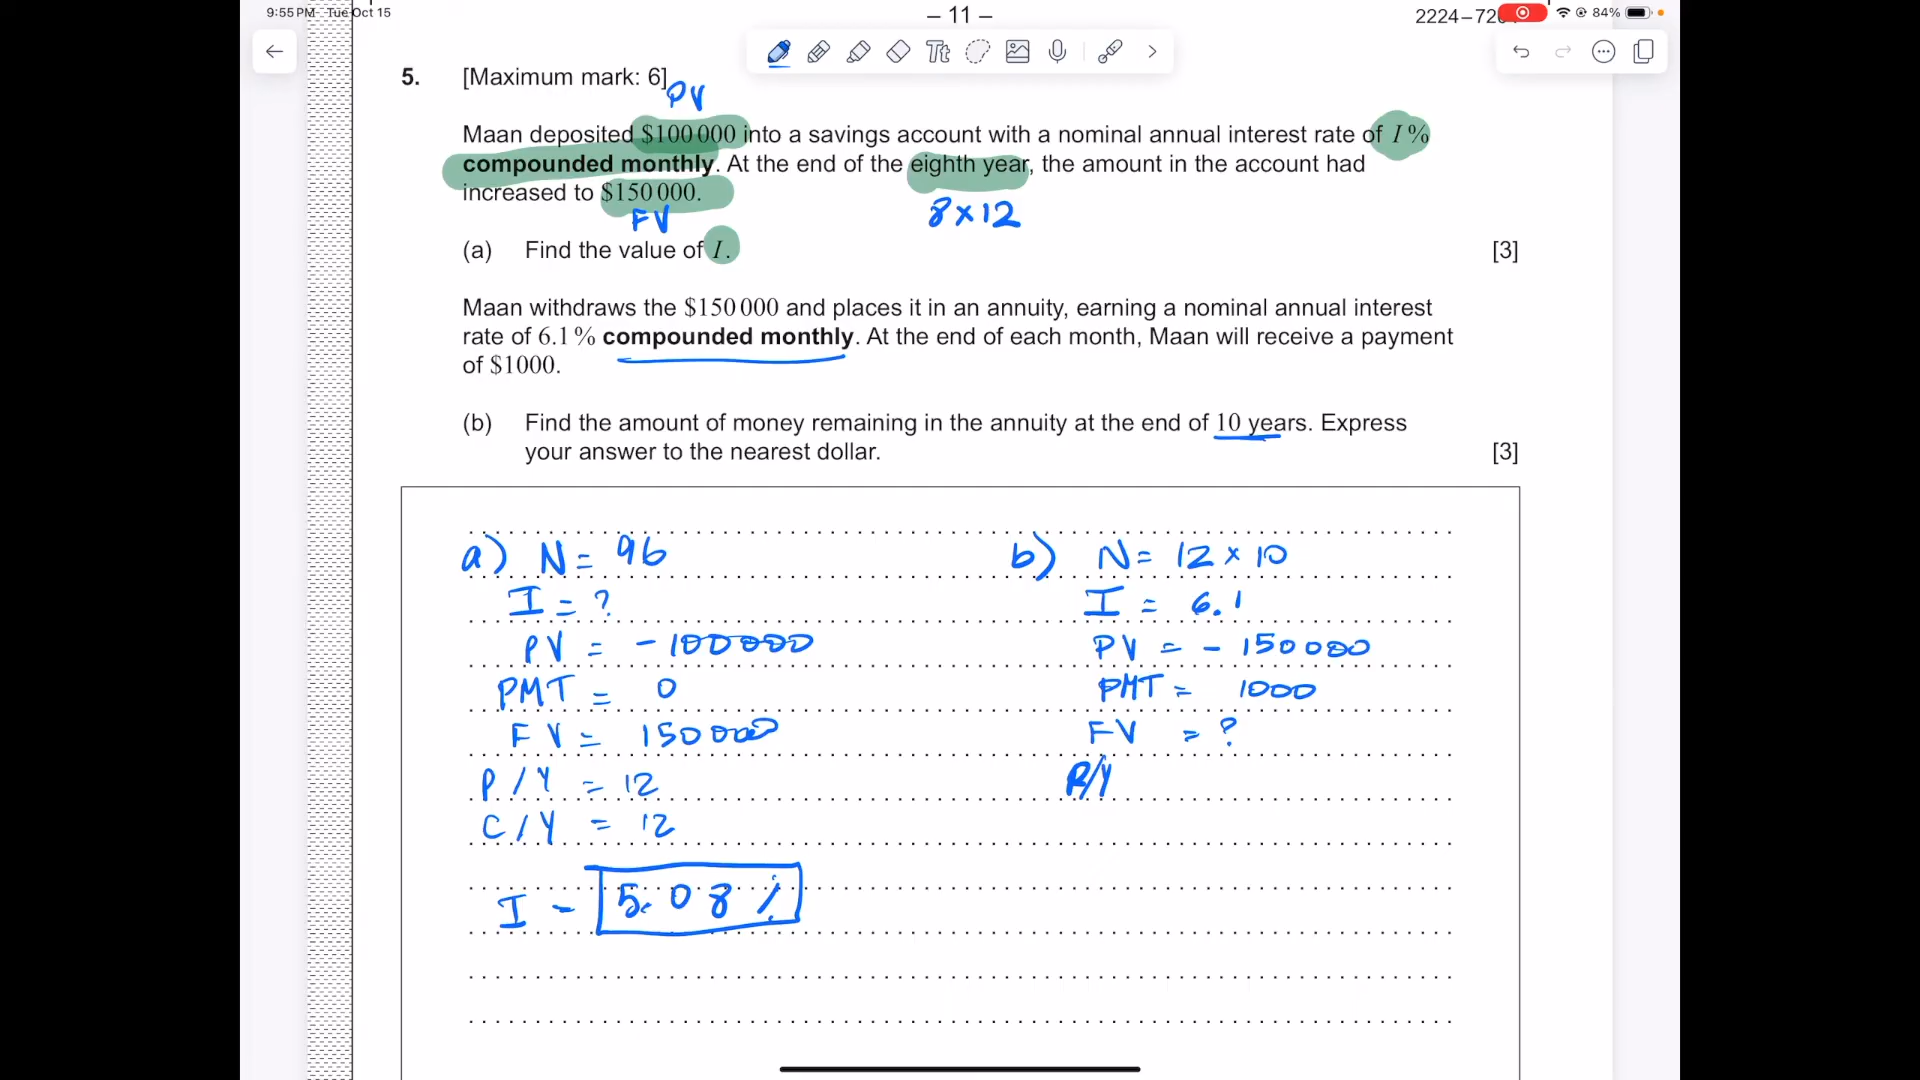 9:55 PM Tue Oct 15
– 11 –
84%
5. [Maximum mark: 6]
PV
Maan deposited $100 000 into a savings account with a nominal annual interest rate of I %
compounded monthly. At the end of the eighth year, the amount in the account had
increased to $150 000.
FV
8 × 12
(a) Find the value of I. [3]
Maan withdraws the $150 000 and places it in an annuity, earning a nominal annual interest
rate of 6.1 % compounded monthly. At the end of each month, Maan will receive a payment
of $1000.
(b) Find the amount of money remaining in the annuity at the end of 10 years. Express
your answer to the nearest dollar. [3]
a) N = 96
I = ?
PV = - 100000
PMT = 0
FV = 150000
P / Y = 12
C / Y = 12
I - 5.08 %
b) N = 12 × 10
I = 6.1
PV = - 150000
PMT = 1000
FV = ?
P/Y